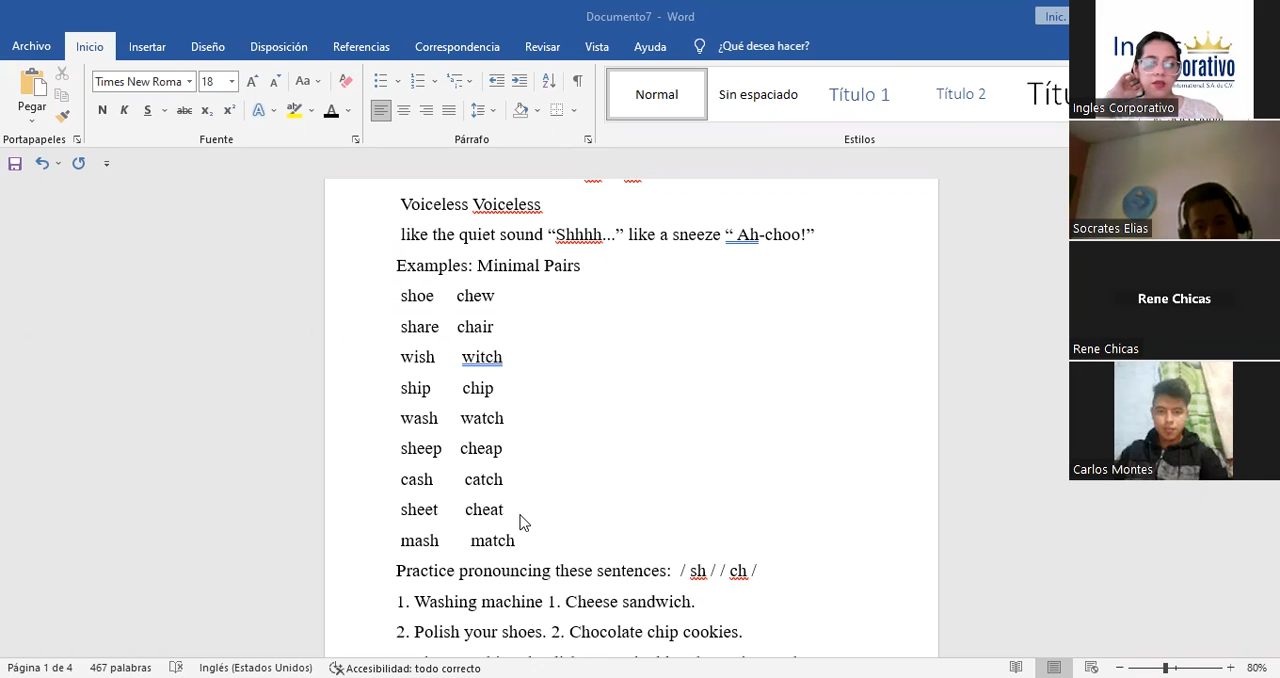 Documento7 - Word
Inic.
Archivo Inicio Insertar Diseño Disposición Referencias Correspondencia Revisar Vista Ayuda ¿Qué desea hacer?
Pegar
Times New Roma 18
Aa
N K S abc x₂ x² A A
Normal Sin espaciado Título 1 Título 2
Portapapeles Fuente Párrafo Estilos
Voiceless Voiceless
like the quiet sound “Shhhh...” like a sneeze “ Ah-choo!”
Examples: Minimal Pairs
shoe chew
share chair
wish witch
ship chip
wash watch
sheep cheap
cash catch
sheet cheat
mash match
Practice pronouncing these sentences: / sh / / ch /
1. Washing machine 1. Cheese sandwich.
2. Polish your shoes. 2. Chocolate chip cookies.
Página 1 de 4 467 palabras Inglés (Estados Unidos) Accesibilidad: todo correcto 80%
Ingles Corporativo
Socrates Elias
Rene Chicas
Rene Chicas
Carlos Montes